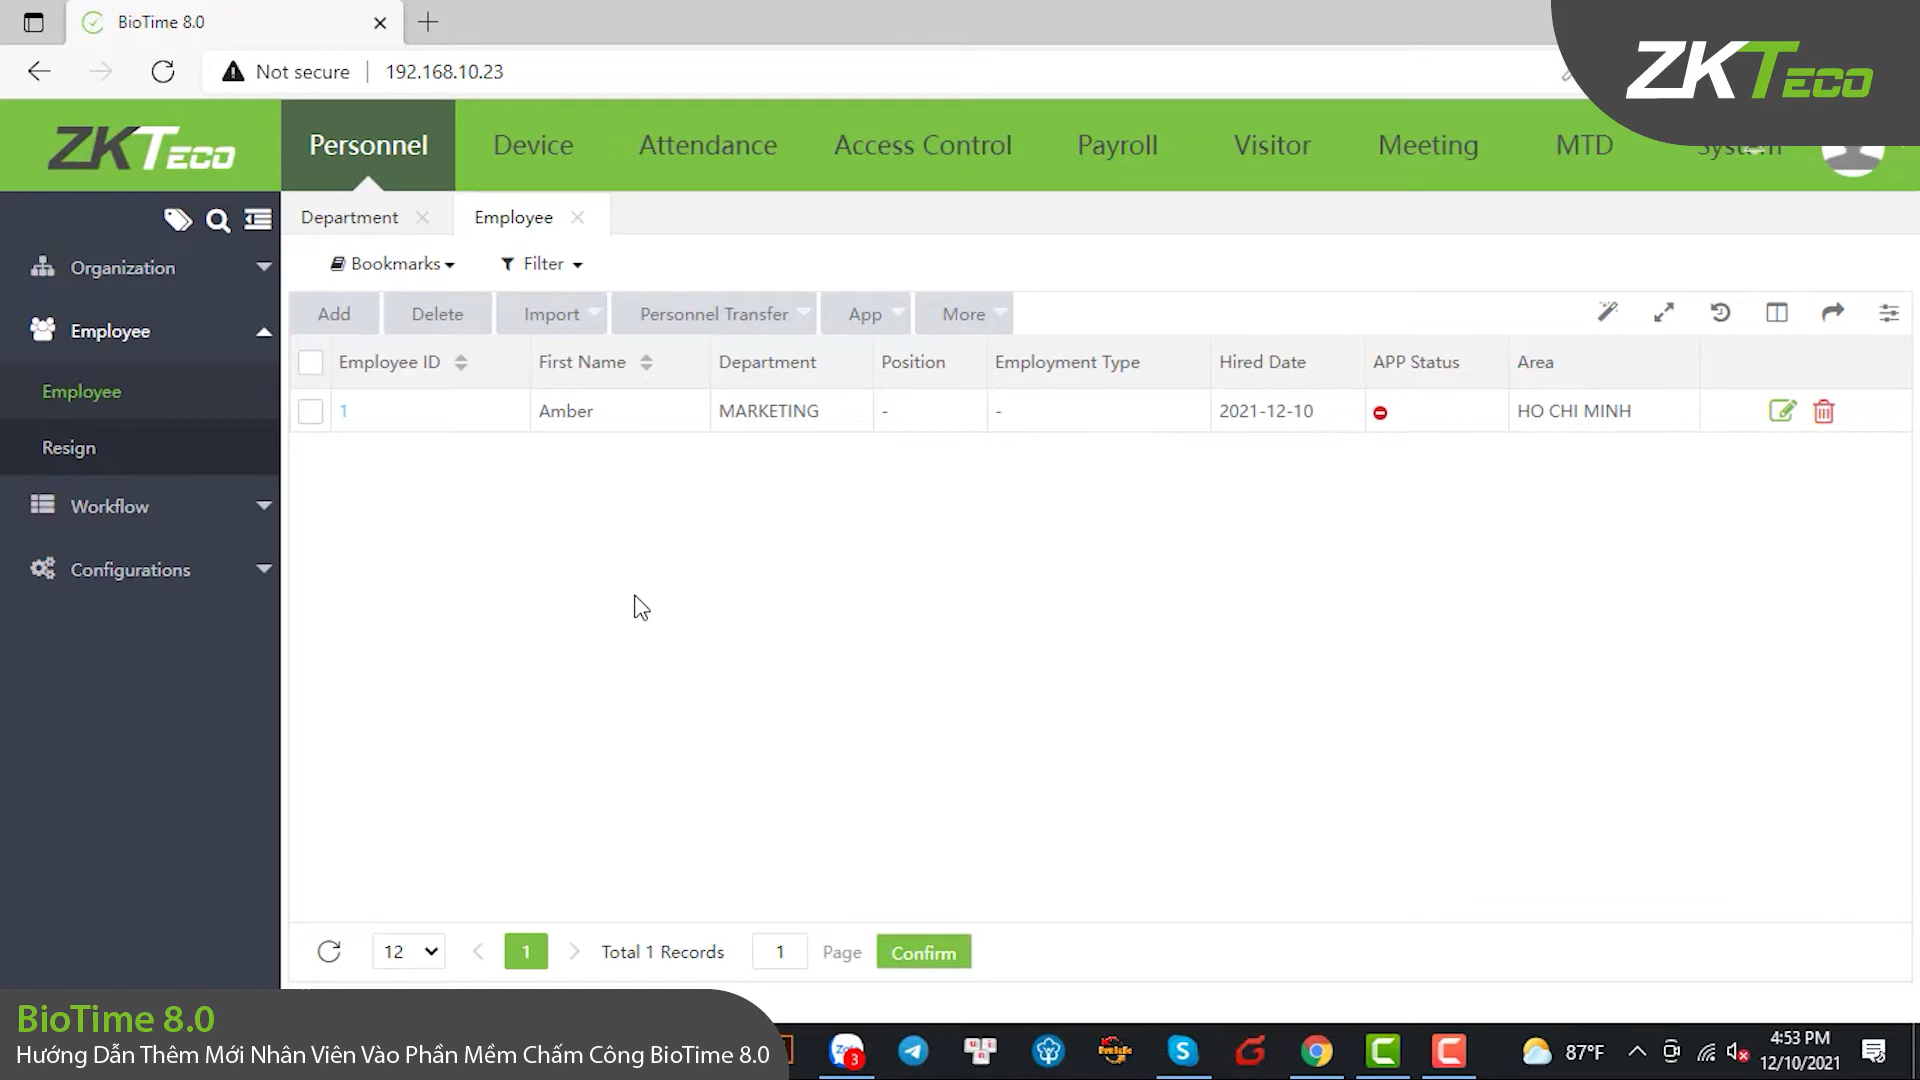 BioTime 8.0
Not secure 192.168.10.23
ZKTECO
ZKTECO
Personnel Device Attendance Access Control Payroll Visitor Meeting MTD System
Department Employee
Bookmarks Filter
Organization
Employee
Employee
Resign
Workflow
Configurations
Add Delete Import Personnel Transfer App More
Employee ID First Name Department Position Employment Type Hired Date APP Status Area
1 Amber MARKETING - - 2021-12-10 HO CHI MINH
12 1 Total 1 Records 1 Page Confirm
BioTime 8.0
Hướng Dẫn Thêm Mới Nhân Viên Vào Phần Mềm Chấm Công BioTime 8.0
3
87°F
4:53 PM
12/10/2021